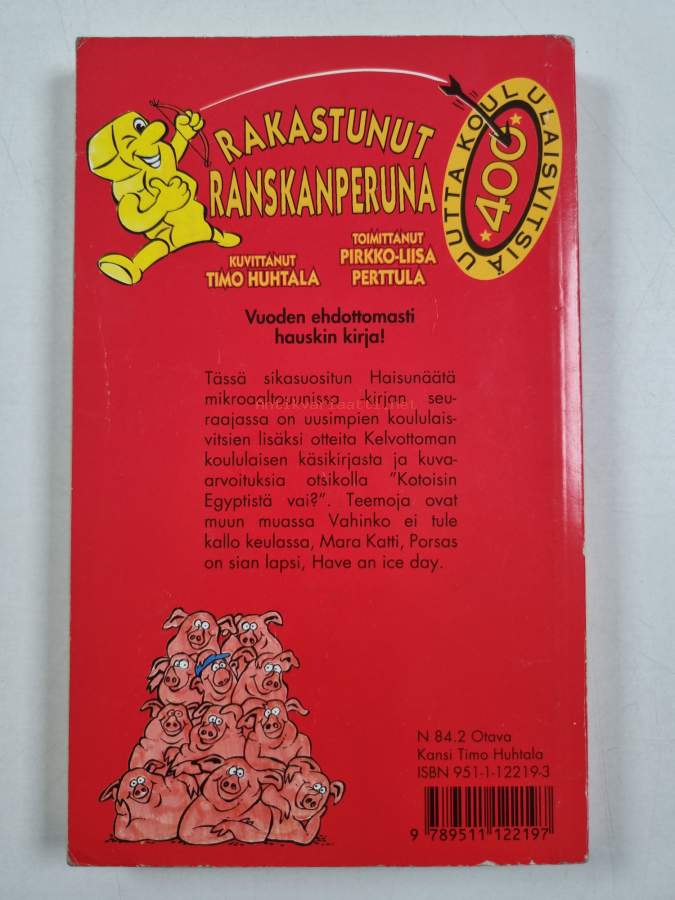 RAKASTUNUT
RANSKANPERUNA
400
UUTTA KOULULAISVITSIÄ
KUVITTANUT
TIMO HUHTALA
TOIMITTANUT
PIRKKO-LIISA
PERTTULA
Vuoden ehdottomasti
hauskin kirja!
Tässä sikasuositun Haisunäätä
mikroaaltouunissa -kirjan seu-
raajassa on uusimpien koululais-
vitsien lisäksi otteita Kelvottoman
koululaisen käsikirjasta ja kuva-
arvoituksia otsikolla "Kotoisin
Egyptistä vai?". Teemoja ovat
muun muassa Vahinko ei tule
kallo keulassa, Mara Katti, Porsas
on sian lapsi, Have an ice day.
Antikvariaatti.net
N 84.2 Otava
Kansi Timo Huhtala
ISBN 951-1-12219-3
9 789511 122197